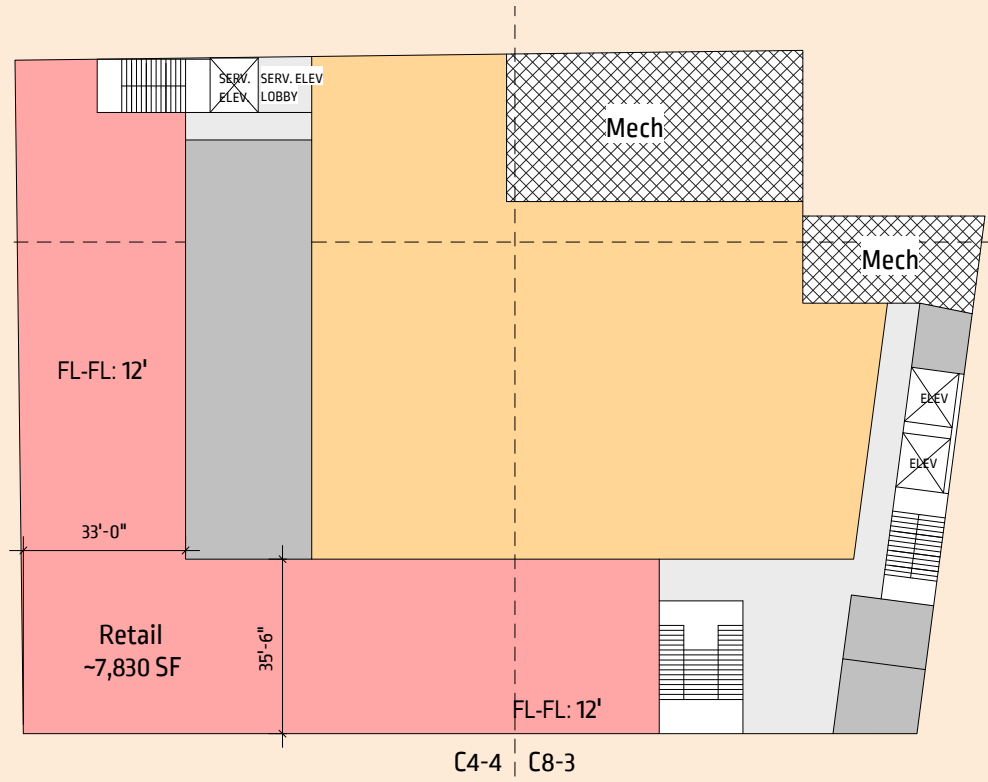 SERV.
ELEV.
SERV. ELEV
LOBBY
Mech
Mech
FL-FL: 12'
ELEV
ELEV
33'-0"
Retail
~7,830 SF
35'-6"
FL-FL: 12'
C4-4
C8-3